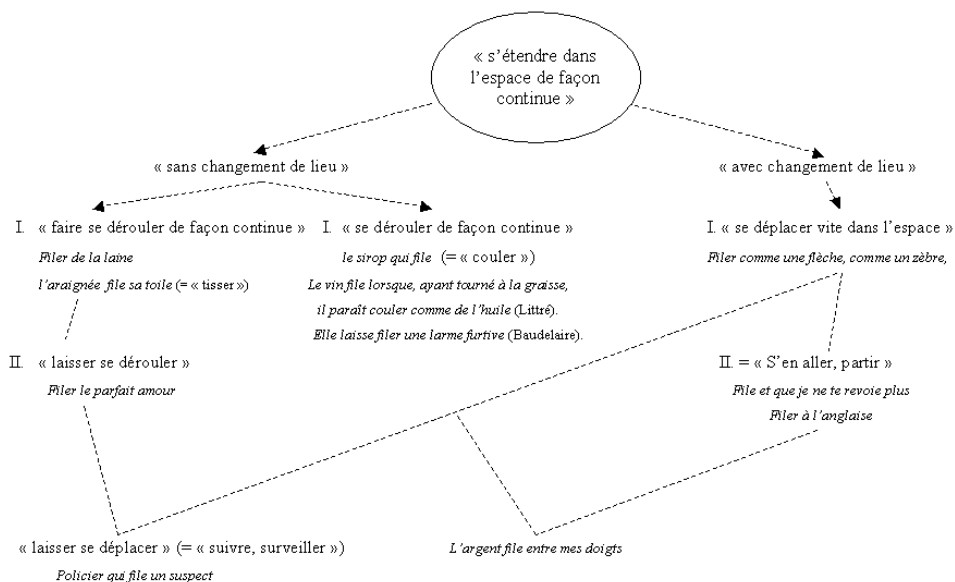 « s’étendre dans
l’espace de façon
continue »
« sans changement de lieu »
« avec changement de lieu »
I. « faire se dérouler de façon continue »
Filer de la laine
l’araignée file sa toile (= « tisser »)
I. « se dérouler de façon continue »
le sirop qui file (= « couler »)
Le vin file lorsque, ayant tourné à la graisse,
il paraît couler comme de l’huile (Littré).
Elle laisse filer une larme furtive (Baudelaire).
I. « se déplacer vite dans l’espace »
Filer comme une flèche, comme un zèbre,
II. « laisser se dérouler »
Filer le parfait amour
II. = « S’en aller, partir »
File et que je ne te revoie plus
Filer à l’anglaise
« laisser se déplacer » (= « suivre, surveiller »)
Policier qui file un suspect
L’argent file entre mes doigts